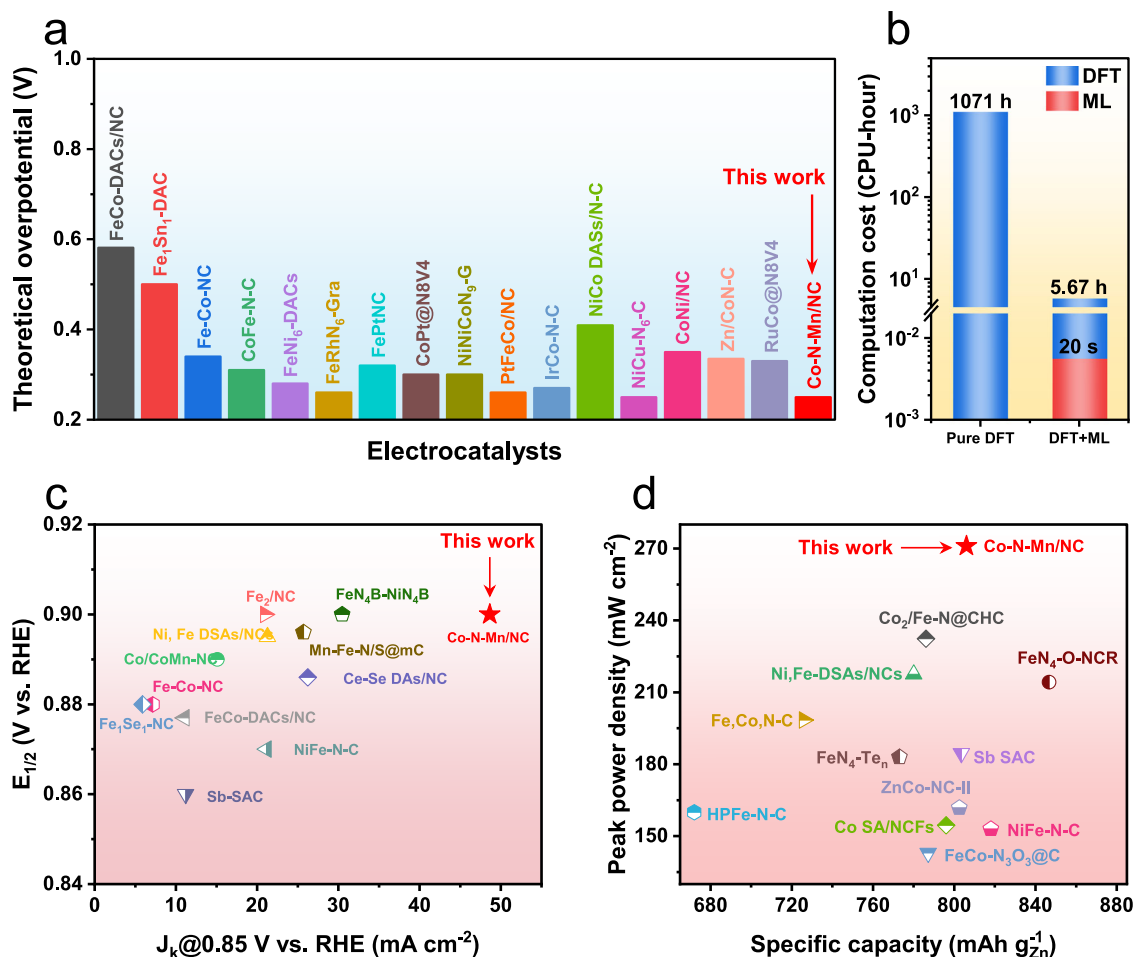 a
Theoretical overpotential (V)
1.0
0.8
0.6
0.4
0.2
FeCo-DACs/NC
Fe₁Sn₁-DAC
Fe-Co-NC
CoFe-N-C
FeNi₆-DACs
FeRhN₆-Gra
FePtNC
CoPt@N8V4
NiNiCoN₉-G
PtFeCo/NC
IrCo-N-C
NiCo DASs/N-C
NiCu-N₆-C
CoNi/NC
Zn/CoN-C
RuCo@N8V4
Co-N-Mn/NC
This work
Electrocatalysts
b
Computation cost (CPU-hour)
10³
10²
10¹
10⁻²
10⁻³
DFT
ML
1071 h
5.67 h
20 s
Pure DFT
DFT+ML
c
E₁/₂ (V vs. RHE)
0.92
0.90
0.88
0.86
0.84
This work
Fe₂/NC
FeN₄B-NiN₄B
Ni, Fe DSAs/NCs
Mn-Fe-N/S@mC
Co-N-Mn/NC
Co/CoMn-NC
Ce-Se DAs/NC
Fe-Co-NC
Fe₁Se₁-NC
FeCo-DACs/NC
NiFe-N-C
Sb-SAC
0 10 20 30 40 50
Jₖ@0.85 V vs. RHE (mA cm⁻²)
d
Peak power density (mW cm⁻²)
270
240
210
180
150
This work
Co-N-Mn/NC
Co₂/Fe-N@CHC
FeN₄-O-NCR
Ni,Fe-DSAs/NCs
Fe,Co,N-C
FeN₄-Teₙ
Sb SAC
ZnCo-NC-II
HPFe-N-C
Co SA/NCFs
NiFe-N-C
FeCo-N₃O₃@C
680 720 760 800 840 880
Specific capacity (mAh g⁻¹Zn)